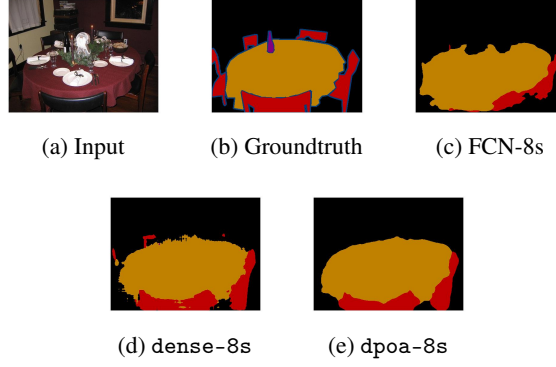 (a) Input
(b) Groundtruth
(c) FCN-8s
(d) dense-8s
(e) dpoa-8s